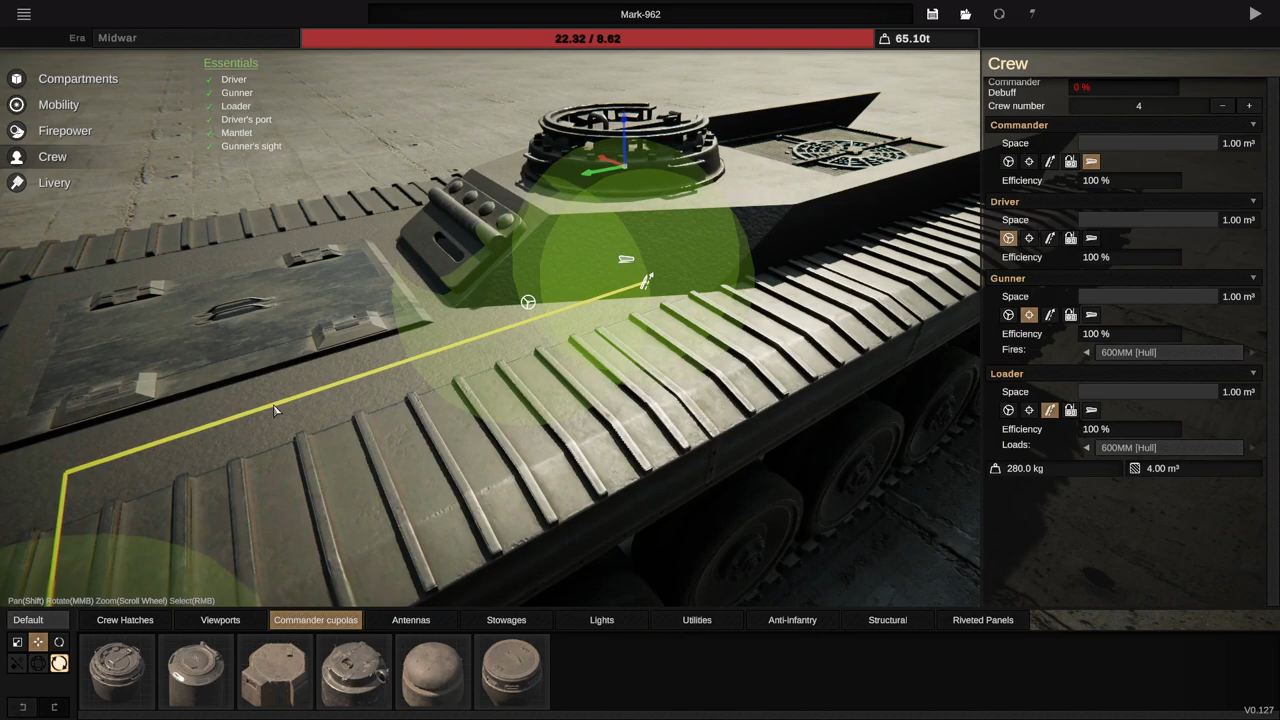 Mark-962
Era
Midwar
22.32 / 8.62
65.10t
Compartments
Mobility
Firepower
Crew
Livery
Essentials
Driver
Gunner
Loader
Driver's port
Mantlet
Gunner's sight
Crew
Commander
Debuff
0 %
Crew number
4
Commander
Space
1.00 m³
Efficiency
100 %
Driver
Space
1.00 m³
Efficiency
100 %
Gunner
Space
1.00 m³
Efficiency
100 %
Fires:
600MM [Hull]
Loader
Space
1.00 m³
Efficiency
100 %
Loads:
600MM [Hull]
280.0 kg
4.00 m³
Pan(Shift) Rotate(MMB) Zoom(Scroll Wheel) Select(RMB)
Default
Crew Hatches
Viewports
Commander cupolas
Antennas
Stowages
Lights
Utilities
Anti-infantry
Structural
Riveted Panels
V0.127